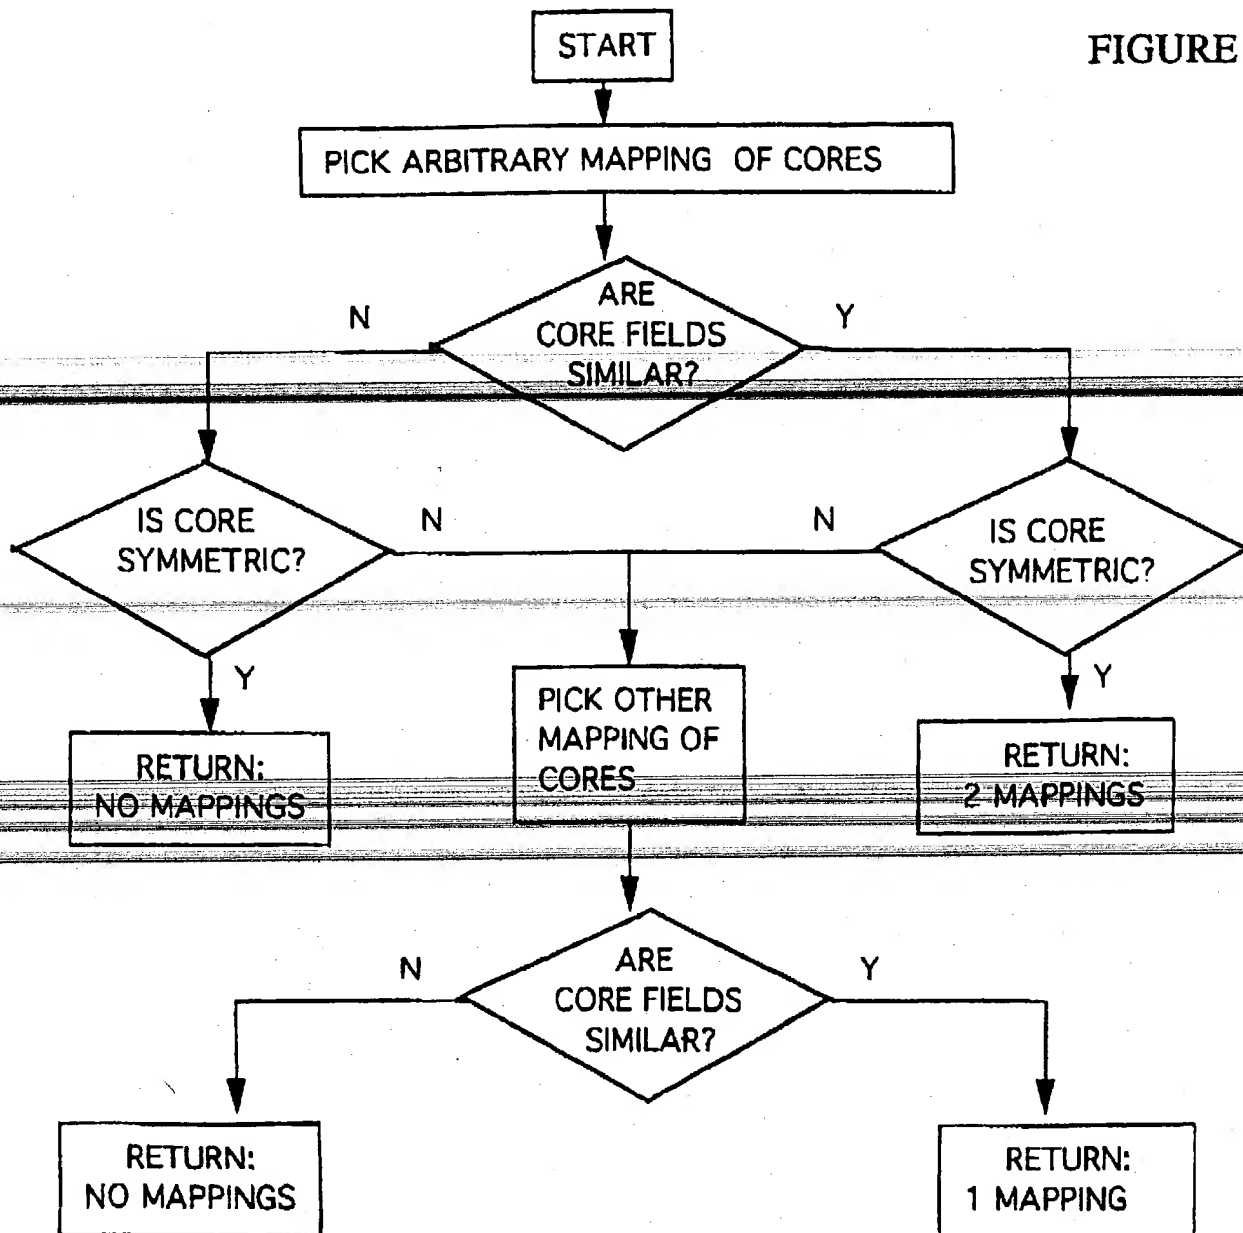 START
FIGURE
PICK ARBITRARY MAPPING OF CORES
ARE
CORE FIELDS
SIMILAR?
N
Y
IS CORE
SYMMETRIC?
N
N
IS CORE
SYMMETRIC?
Y
Y
RETURN:
NO MAPPINGS
PICK OTHER
MAPPING OF
CORES
RETURN:
2 MAPPINGS
ARE
CORE FIELDS
SIMILAR?
N
Y
RETURN:
NO MAPPINGS
RETURN:
1 MAPPING